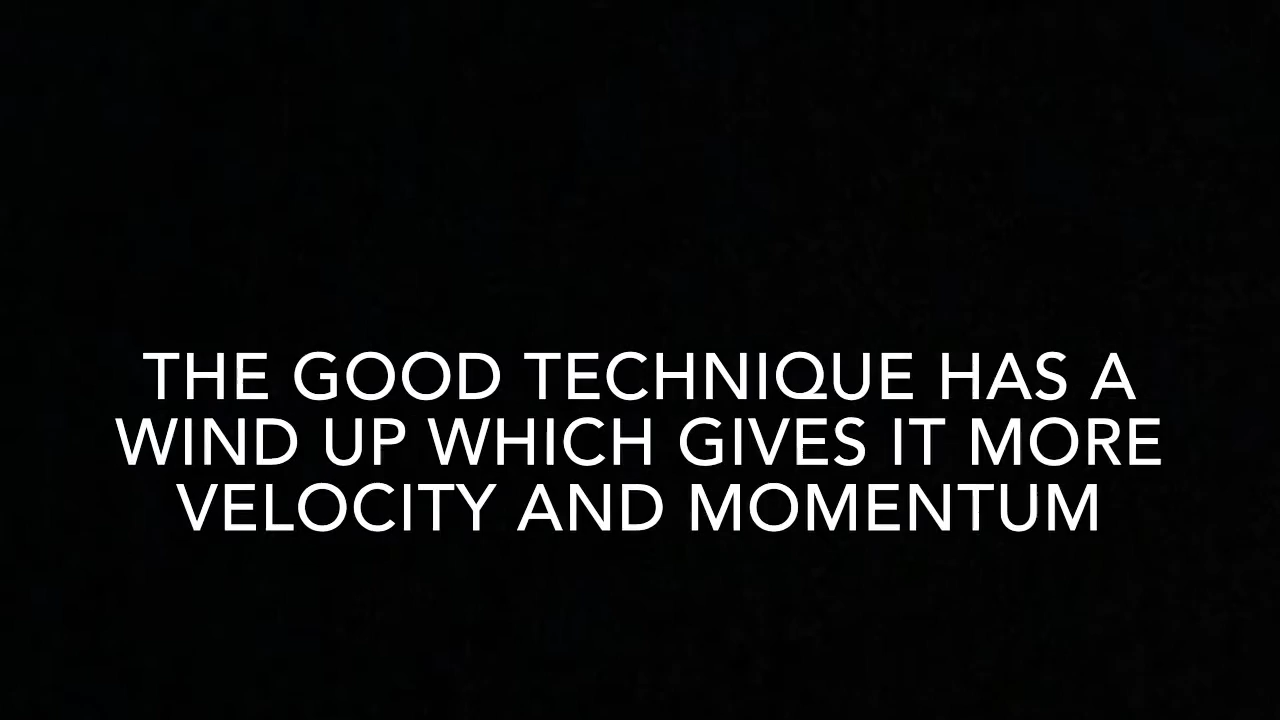 THE GOOD TECHNIQUE HAS A
WIND UP WHICH GIVES IT MORE
VELOCITY AND MOMENTUM